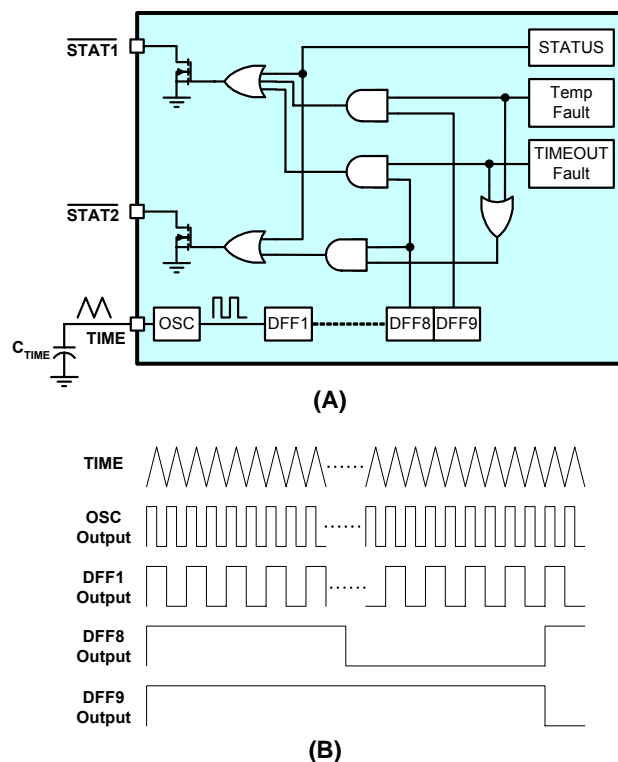 STAT1
STATUS
Temp
Fault
TIMEOUT
Fault
STAT2
OSC
DFF1
DFF8
DFF9
TIME
CTIME
(A)
TIME
OSC
Output
DFF1
Output
DFF8
Output
DFF9
Output
(B)